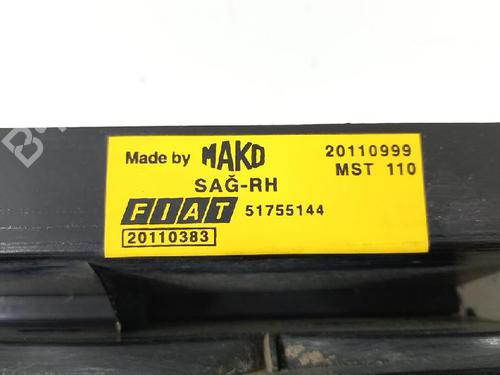 Made by MAKO 20110999
MST 110
SAĞ-RH
FIAT 51755144
20110383